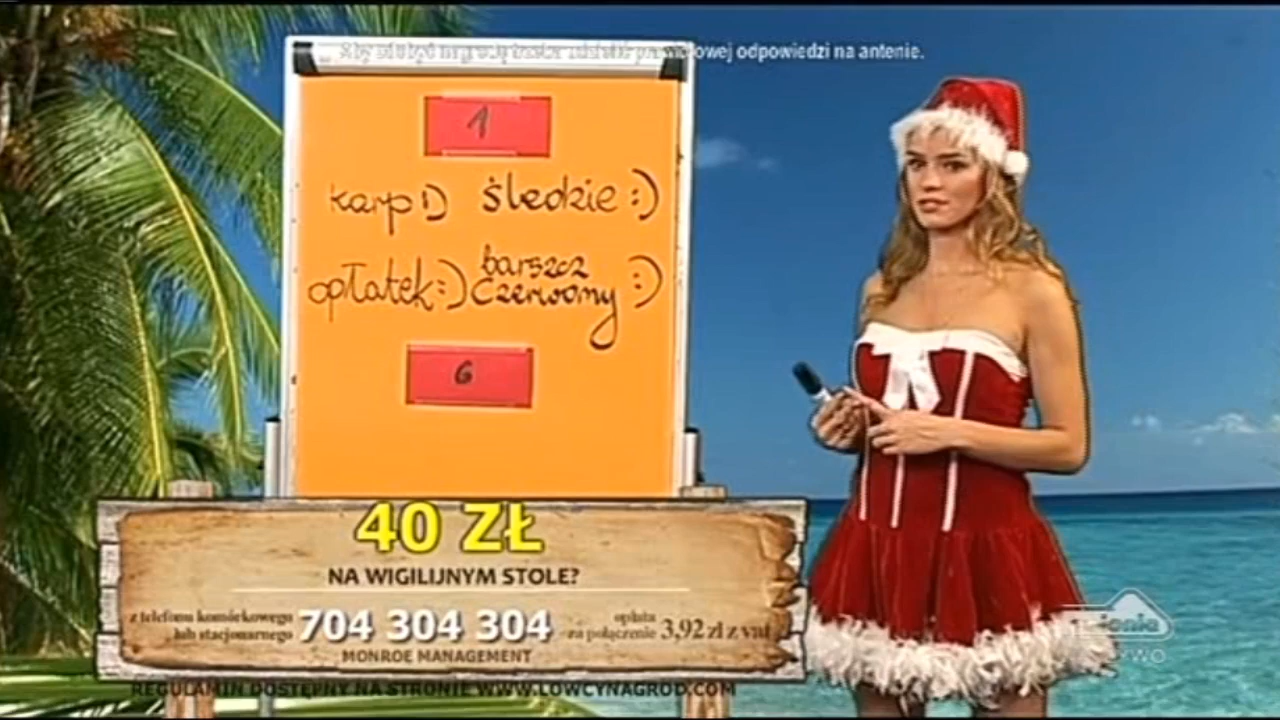 odpowiedzi na antenie.
1
karp :) śledzie :)
opłatek :) barszcz czerwony :)
6
40 ZŁ
NA WIGILIJNYM STOLE?
z telefonu komórkowego
lub stacjonarnego
704 304 304
opłata
za połączenie 3,92 zł z vat
MONROE MANAGEMENT
REGULAMIN DOSTĘPNY NA STRONIE WWW.LOWCYNAGROD.COM